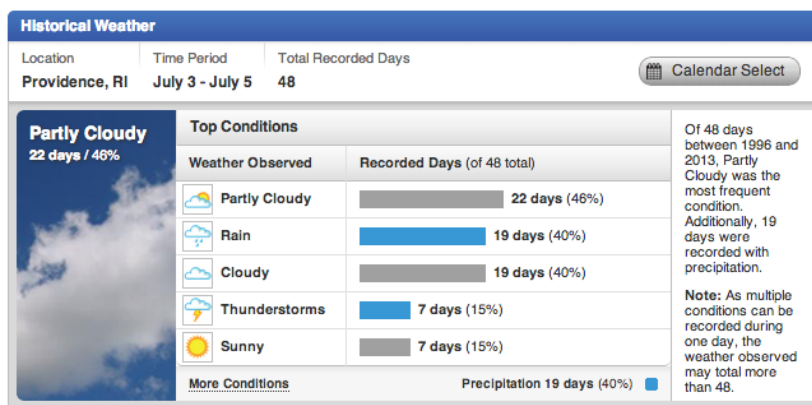 Historical Weather
Location
Time Period
Total Recorded Days
Providence, RI
July 3 - July 5
48
Calendar Select
Partly Cloudy
22 days / 46%
Top Conditions
Weather Observed
Recorded Days (of 48 total)
Partly Cloudy
22 days (46%)
Rain
19 days (40%)
Cloudy
19 days (40%)
Thunderstorms
7 days (15%)
Sunny
7 days (15%)
More Conditions
Precipitation 19 days (40%)
Of 48 days
between 1996 and
2013, Partly
Cloudy was the
most frequent
condition.
Additionally, 19
days were
recorded with
precipitation.
Note: As multiple
conditions can be
recorded during
one day, the
weather observed
may total more
than 48.